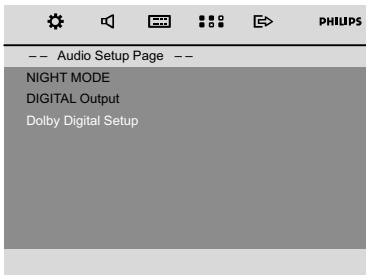 PHILIPS
-- Audio Setup Page --
NIGHT MODE
DIGITAL Output
Dolby Digital Setup